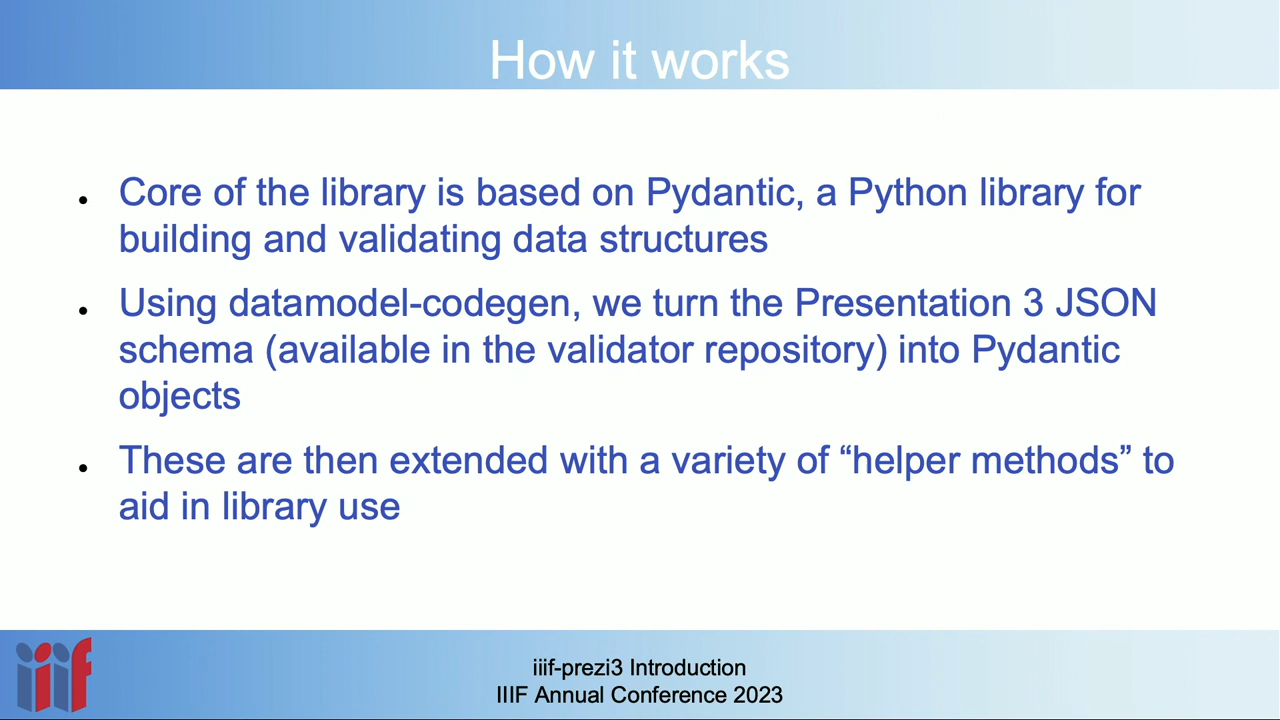 How it works
Core of the library is based on Pydantic, a Python library for
building and validating data structures
Using datamodel-codegen, we turn the Presentation 3 JSON
schema (available in the validator repository) into Pydantic
objects
These are then extended with a variety of “helper methods” to
aid in library use
iiif
iiif-prezi3 Introduction
IIIF Annual Conference 2023